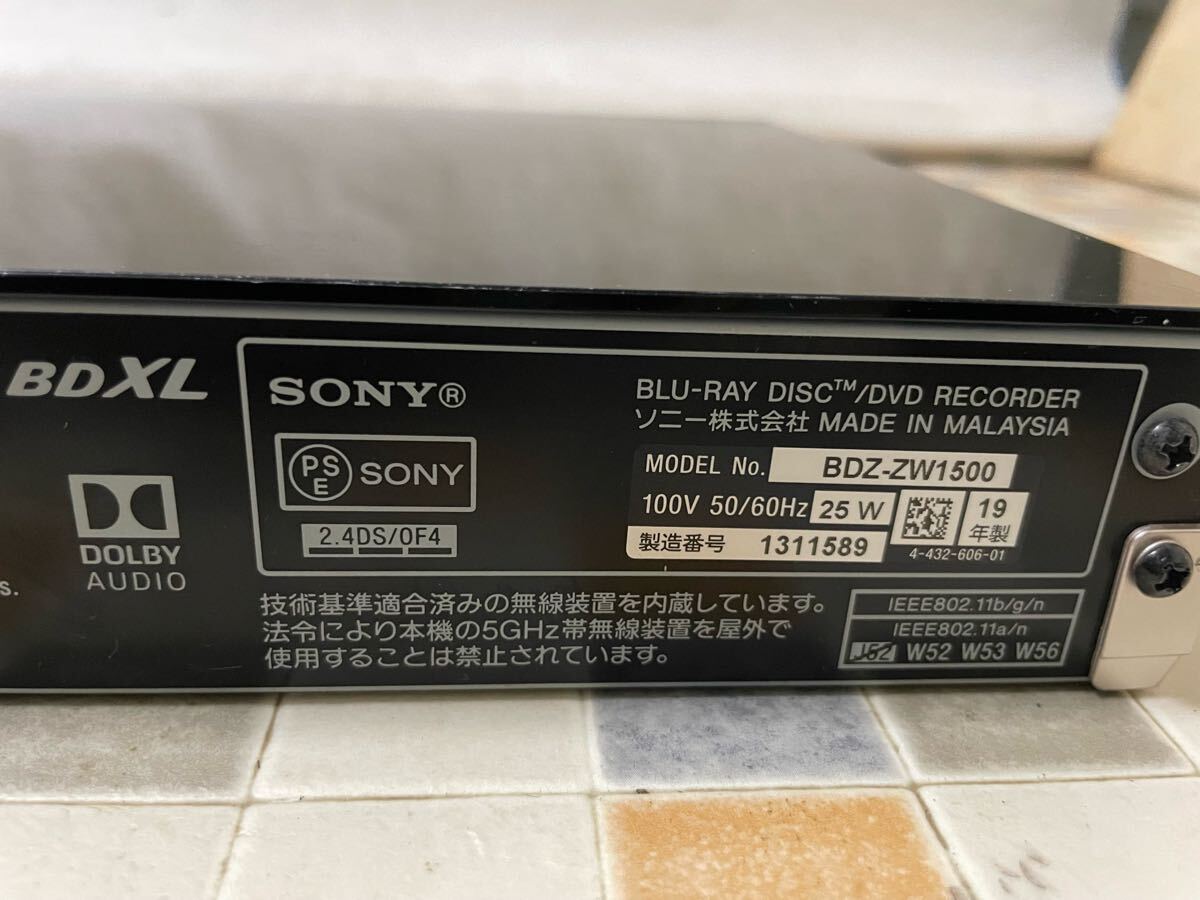 BDXL
DOLBY
AUDIO
s.
SONY®
PSE SONY
2.4DS/OF4
BLU-RAY DISC™/DVD RECORDER
ソニー株式会社 MADE IN MALAYSIA
MODEL No. BDZ-ZW1500
100V 50/60Hz 25 W
19
年製
製造番号 1311589
4-432-606-01
技術基準適合済みの無線装置を内蔵しています。
法令により本機の5GHz帯無線装置を屋外で
使用することは禁止されています。
IEEE802.11b/g/n
IEEE802.11a/n
J52 W52 W53 W56